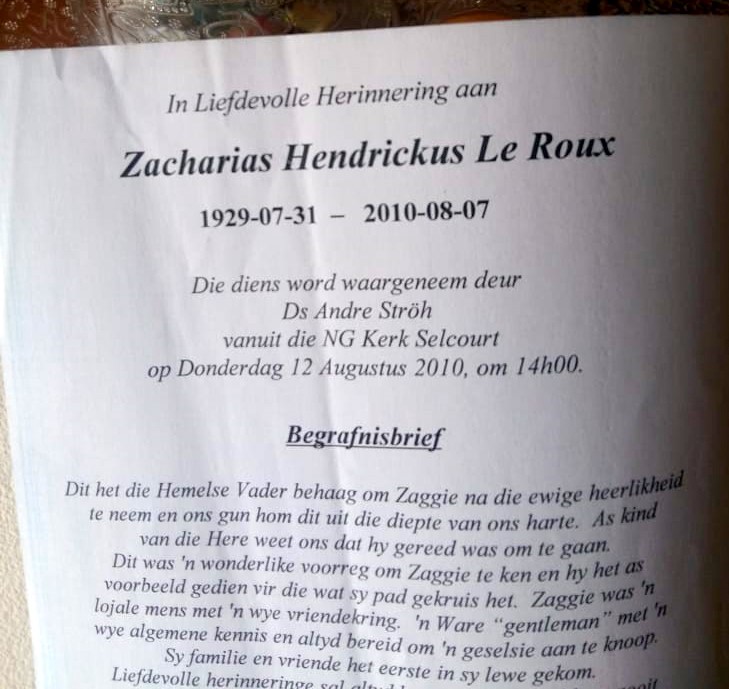 In Liefdevolle Herinnering aan
Zacharias Hendrickus Le Roux
1929-07-31 – 2010-08-07
Die diens word waargeneem deur
Ds Andre Ströh
vanuit die NG Kerk Selcourt
op Donderdag 12 Augustus 2010, om 14h00.
Begrafnisbrief
Dit het die Hemelse Vader behaag om Zaggie na die ewige heerlikheid
te neem en ons gun hom dit uit die diepte van ons harte. As kind
van die Here weet ons dat hy gereed was om te gaan.
Dit was 'n wonderlike voorreg om Zaggie te ken en hy het as
voorbeeld gedien vir die wat sy pad gekruis het. Zaggie was 'n
lojale mens met 'n wye vriendekring. 'n Ware "gentleman" met 'n
wye algemene kennis en altyd bereid om 'n geselsie aan te knoop.
Sy familie en vriende het eerste in sy lewe gekom.
Liefdevolle herinneringe sal